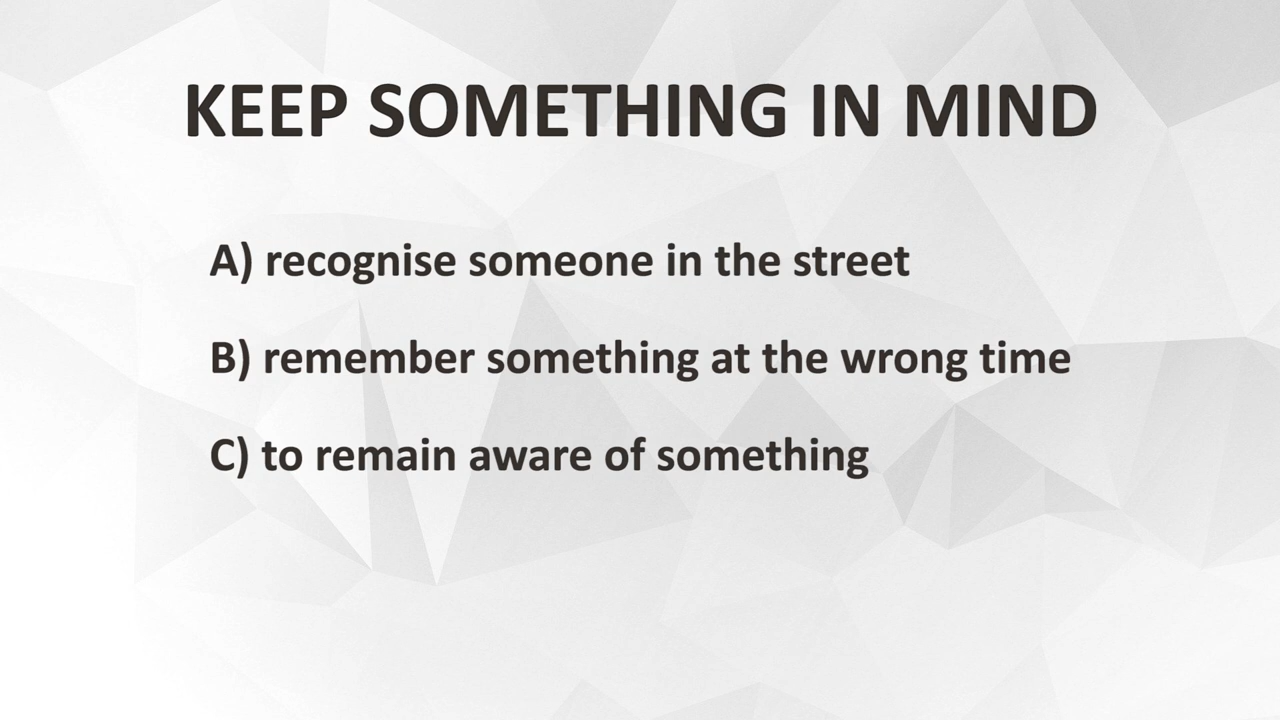 KEEP SOMETHING IN MIND
A) recognise someone in the street
B) remember something at the wrong time
C) to remain aware of something